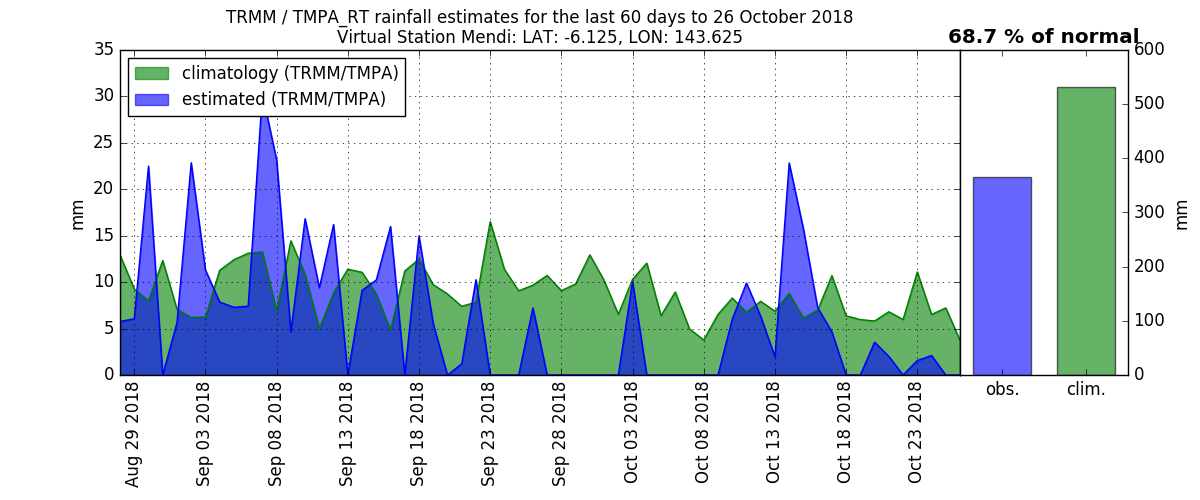 TRMM / TMPA_RT rainfall estimates for the last 60 days to 26 October 2018
Virtual Station Mendi: LAT: -6.125, LON: 143.625
68.7 % of normal
climatology (TRMM/TMPA)
estimated (TRMM/TMPA)
mm
35
30
25
20
15
10
5
0
Aug 29 2018
Sep 03 2018
Sep 08 2018
Sep 13 2018
Sep 18 2018
Sep 23 2018
Sep 28 2018
Oct 03 2018
Oct 08 2018
Oct 13 2018
Oct 18 2018
Oct 23 2018
obs.
clim.
600
500
400
300
200
100
0
mm